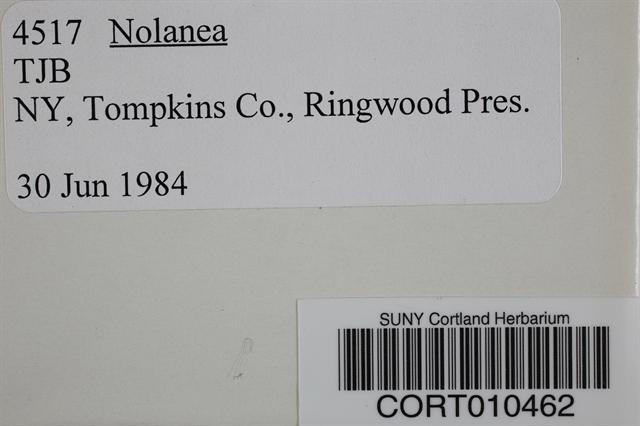 4517 Nolanea
TJB
NY, Tompkins Co., Ringwood Pres.
30 Jun 1984
SUNY Cortland Herbarium
CORT010462